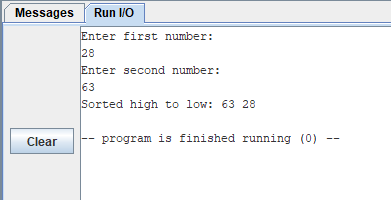 Messages Run I/O
Enter first number:
28
Enter second number:
63
Sorted high to low: 63 28
-- program is finished running (0) --
Clear